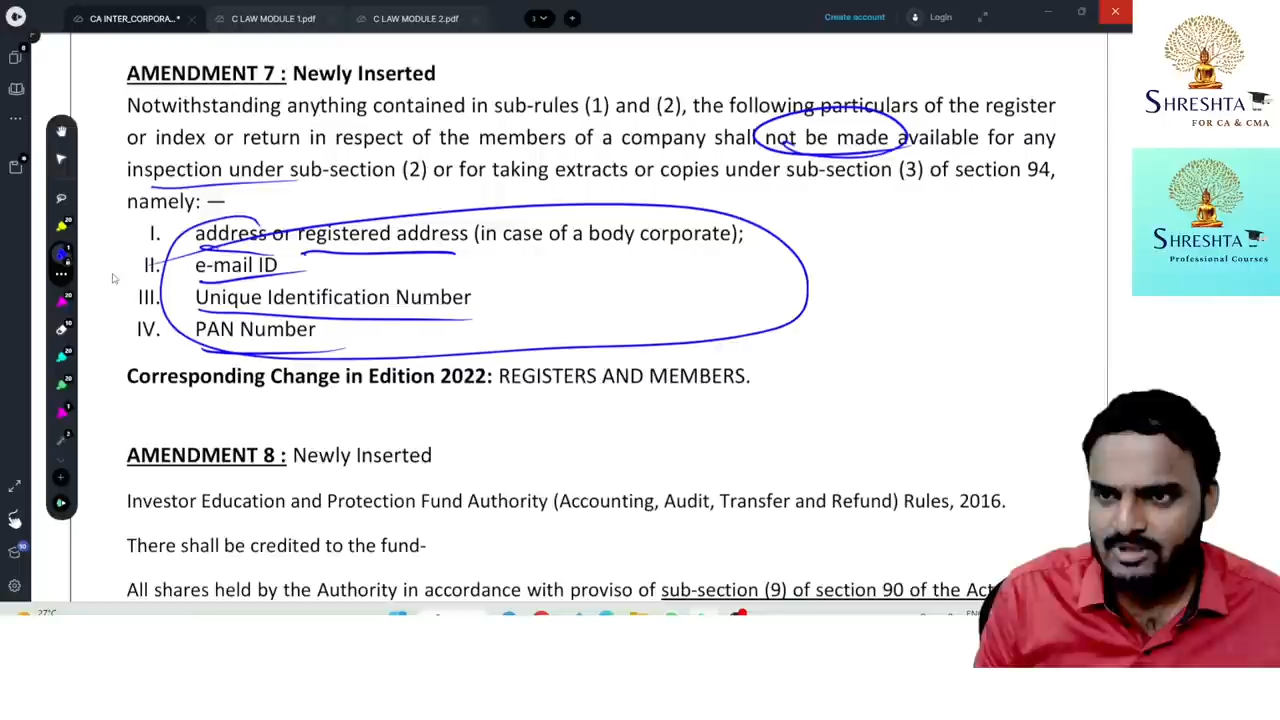 CA INTER_CORPORA...*
C LAW MODULE 1.pdf
C LAW MODULE 2.pdf
3
Create account
Login
AMENDMENT 7 : Newly Inserted
Notwithstanding anything contained in sub-rules (1) and (2), the following particulars of the register
or index or return in respect of the members of a company shall not be made available for any
inspection under sub-section (2) or for taking extracts or copies under sub-section (3) of section 94,
namely: —
I. address or registered address (in case of a body corporate);
II. e-mail ID
III. Unique Identification Number
IV. PAN Number
Corresponding Change in Edition 2022: REGISTERS AND MEMBERS.
AMENDMENT 8 : Newly Inserted
Investor Education and Protection Fund Authority (Accounting, Audit, Transfer and Refund) Rules, 2016.
There shall be credited to the fund-
All shares held by the Authority in accordance with proviso of sub-section (9) of section 90 of the Act
27°C
SHRESHTA
FOR CA & CMA
SHRESHTA
Professional Courses